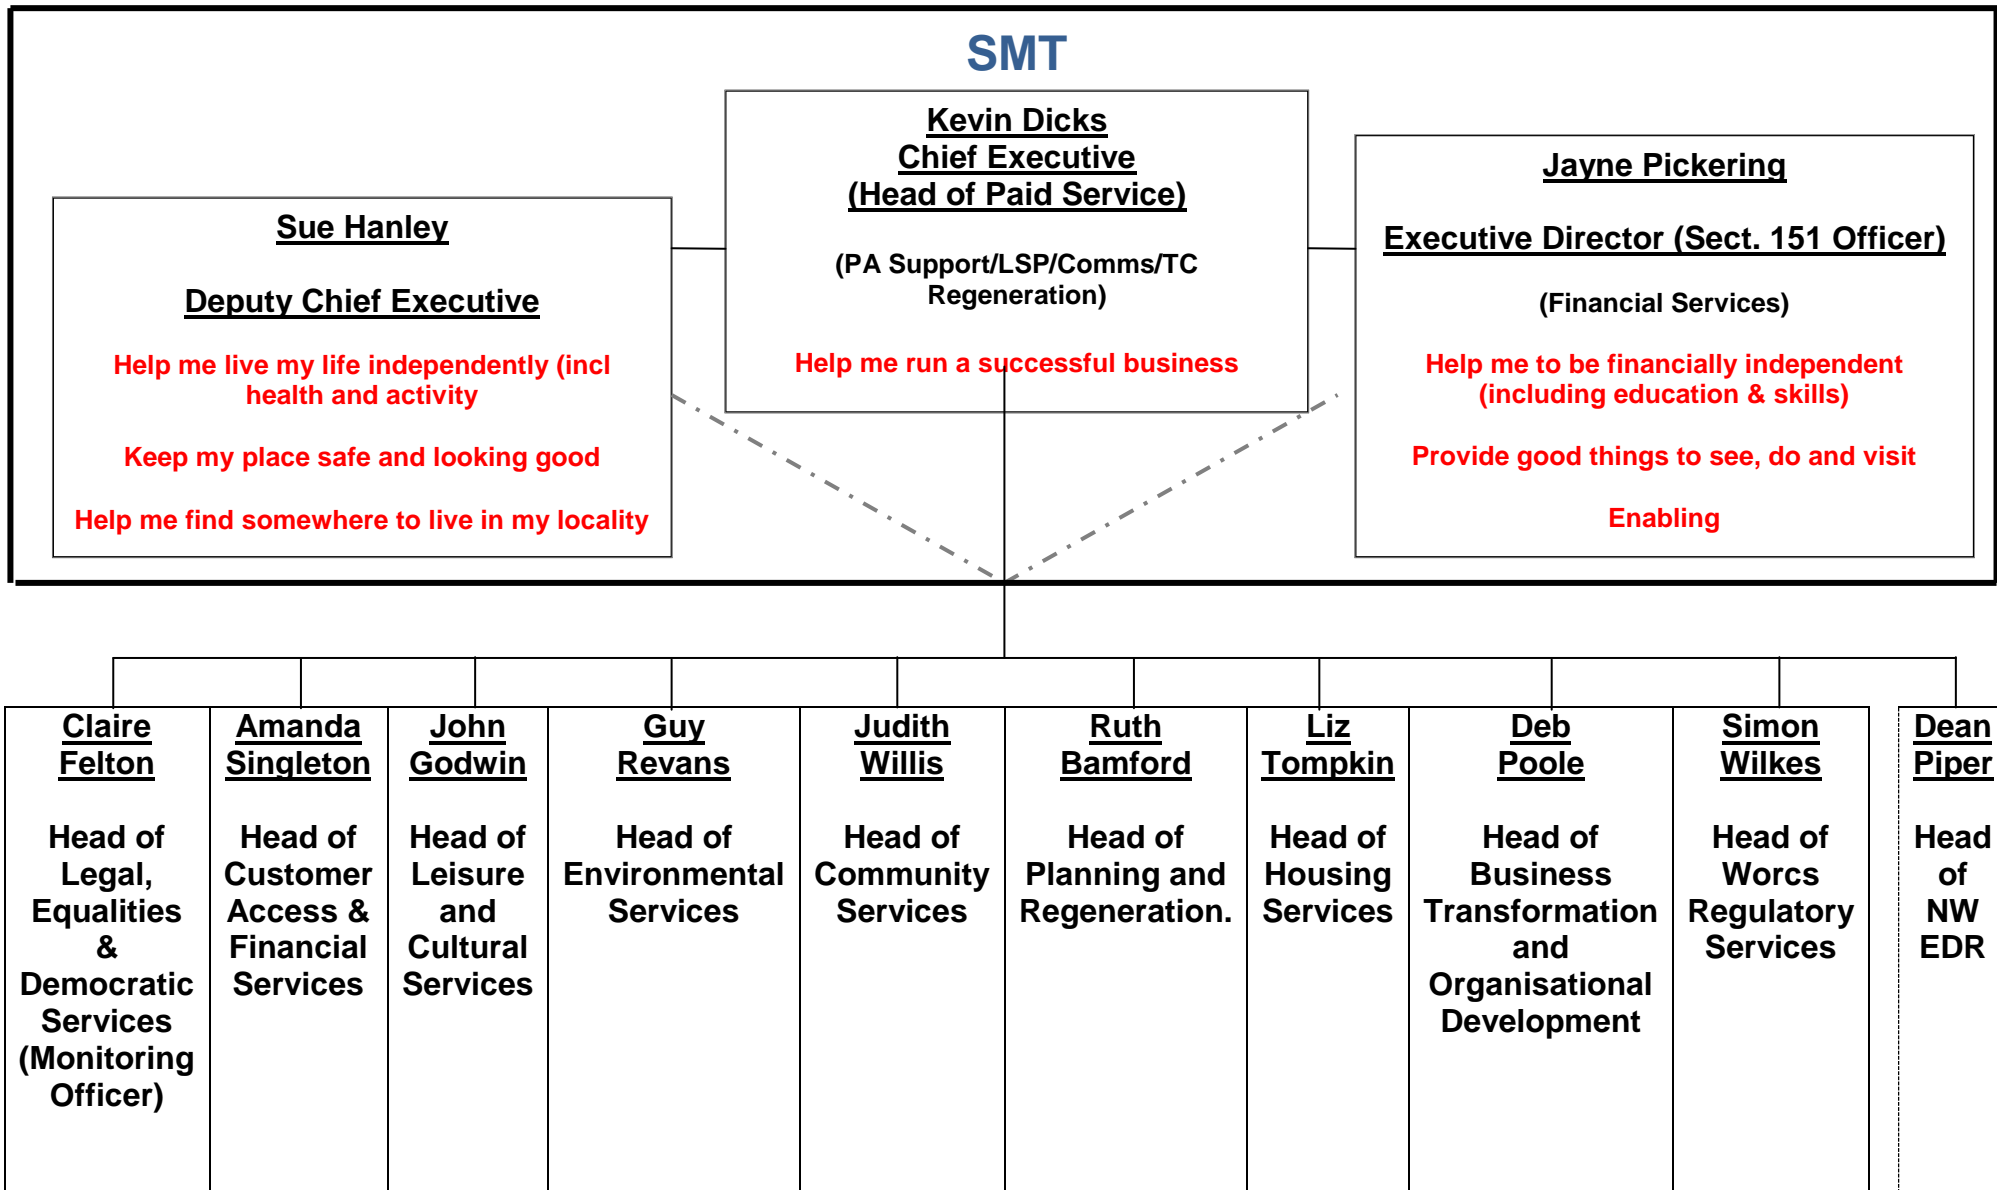 SMT
Sue Hanley
Deputy Chief Executive
Help me live my life independently (incl
health and activity
Keep my place safe and looking good
Help me find somewhere to live in my locality
Kevin Dicks
Chief Executive
(Head of Paid Service)
(PA Support/LSP/Comms/TC
Regeneration)
Help me run a successful business
Jayne Pickering
Executive Director (Sect. 151 Officer)
(Financial Services)
Help me to be financially independent
(including education & skills)
Provide good things to see, do and visit
Enabling
Claire
Felton
Head of
Legal,
Equalities
&
Democratic
Services
(Monitoring
Officer)
Amanda
Singleton
Head of
Customer
Access &
Financial
Services
John
Godwin
Head of
Leisure
and
Cultural
Services
Guy
Revans
Head of
Environmental
Services
Judith
Willis
Head of
Community
Services
Ruth
Bamford
Head of
Planning and
Regeneration.
Liz
Tompkin
Head of
Housing
Services
Deb
Poole
Head of
Business
Transformation
and
Organisational
Development
Simon
Wilkes
Head of
Worcs
Regulatory
Services
Dean
Piper
Head
of
NW
EDR